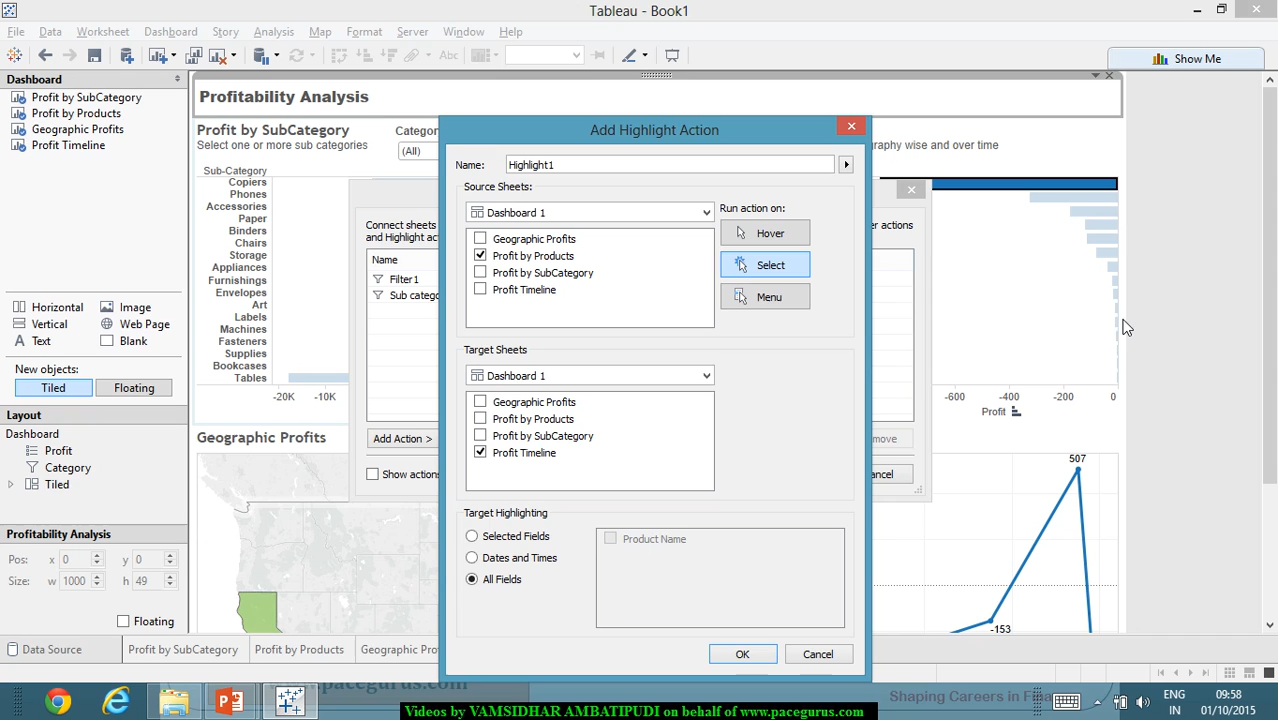 Tableau - Book1
File Data Worksheet Dashboard Story Analysis Map Format Server Window Help
Abc
Show Me
Dashboard
Profit by SubCategory
Profit by Products
Geographic Profits
Profit Timeline
Horizontal Image
Vertical Web Page
Text Blank
New objects:
Tiled Floating
Layout
Dashboard
Profit
Category
Tiled
Profitability Analysis
Pos: x 0 y 0
Size: w 1000 h 49
Floating
Profitability Analysis
Profit by SubCategory
Select one or more sub categories
(All)
Sub-Category
Copiers
Phones
Accessories
Paper
Binders
Chairs
Storage
Appliances
Furnishings
Envelopes
Art
Labels
Machines
Fasteners
Supplies
Bookcases
Tables
-20K -10K
Geographic Profits
Connect sheets
Name
Filter1
Add Action >
Add Highlight Action
Name: Highlight1
Source Sheets:
Dashboard 1
Geographic Profits
Profit by Products
Profit by SubCategory
Profit Timeline
Run action on:
Hover
Select
Menu
Target Sheets
Dashboard 1
Geographic Profits
Profit by Products
Profit by SubCategory
Profit Timeline
Target Highlighting
Selected Fields
Dates and Times
All Fields
Product Name
OK Cancel
-600 -400 -200 0
Profit
507
-153
Data Source Profit by SubCategory Profit by Products
www.pacegurus.com
Shaping Careers in
ENG
IN
09:58
01/10/2015
Videos by VAMSIDHAR AMBATIPUDI on behalf of www.pacegurus.com